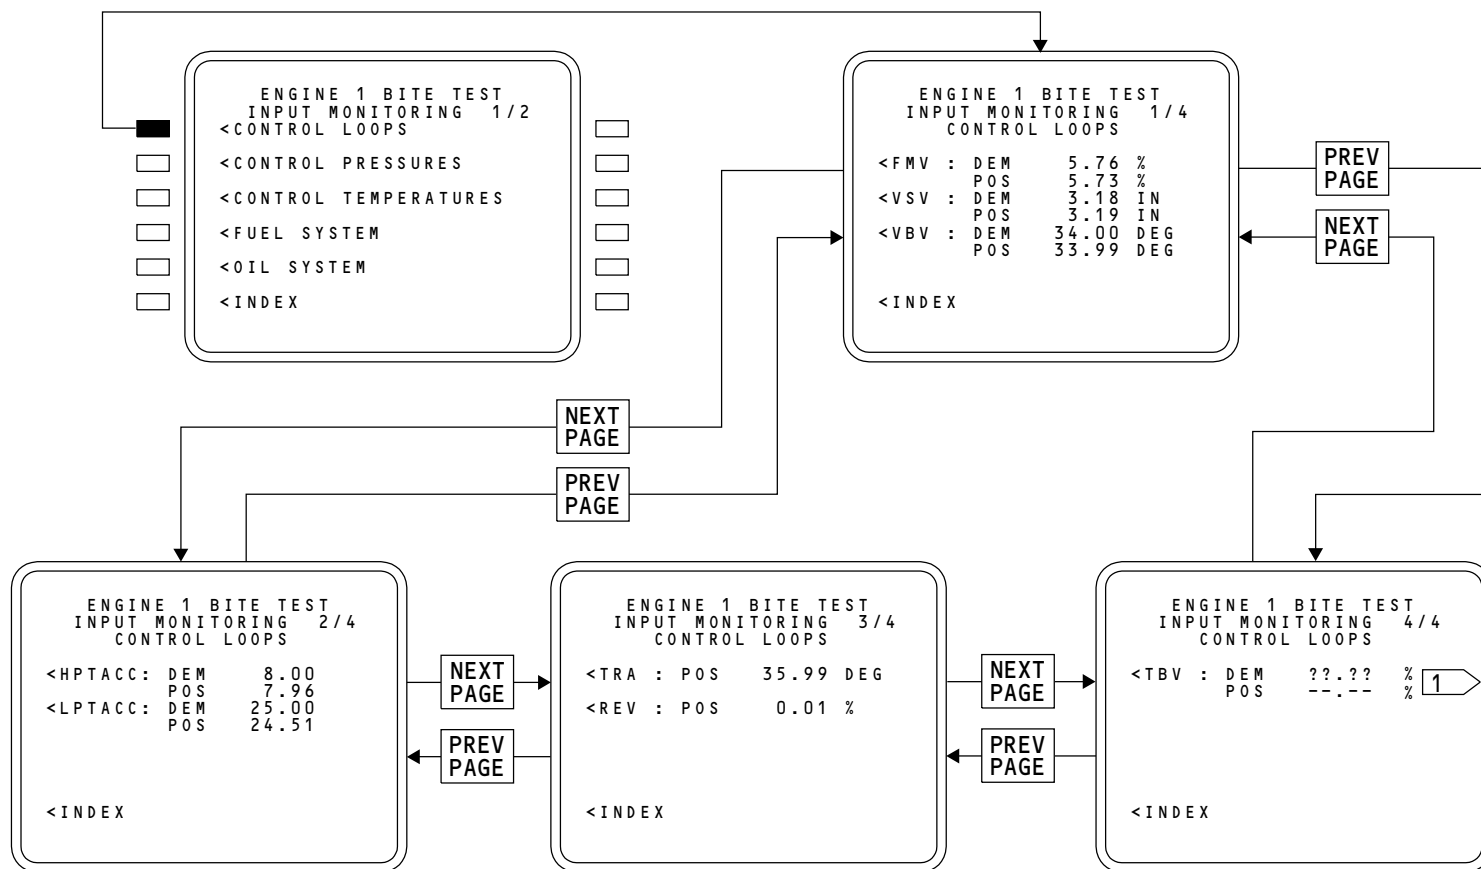 ENGINE 1 BITE TEST
INPUT MONITORING 1/2
<CONTROL LOOPS
<CONTROL PRESSURES
<CONTROL TEMPERATURES
<FUEL SYSTEM
<OIL SYSTEM
<INDEX
ENGINE 1 BITE TEST
INPUT MONITORING 1/4
CONTROL LOOPS
<FMV : DEM 5.76 %
POS 5.73 %
<VSV : DEM 3.18 IN
POS 3.19 IN
<VBV : DEM 34.00 DEG
POS 33.99 DEG
<INDEX
PREV
PAGE
NEXT
PAGE
NEXT
PAGE
PREV
PAGE
ENGINE 1 BITE TEST
INPUT MONITORING 2/4
CONTROL LOOPS
<HPTACC: DEM 8.00
POS 7.96
<LPTACC: DEM 25.00
POS 24.51
<INDEX
NEXT
PAGE
PREV
PAGE
ENGINE 1 BITE TEST
INPUT MONITORING 3/4
CONTROL LOOPS
<TRA : POS 35.99 DEG
<REV : POS 0.01 %
<INDEX
NEXT
PAGE
PREV
PAGE
ENGINE 1 BITE TEST
INPUT MONITORING 4/4
CONTROL LOOPS
<TBV : DEM ??.?? %
POS --.-- %
1
<INDEX